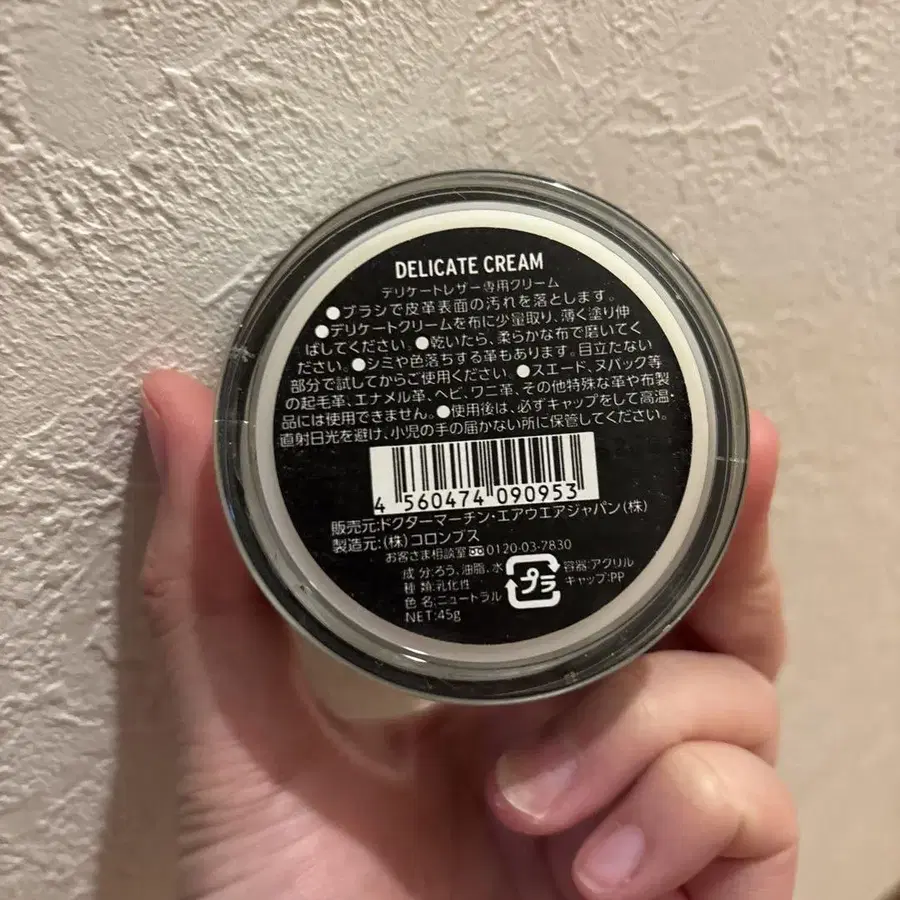 DELICATE CREAM
デリケートレザー専用クリーム
●ブラシで皮革表面の汚れを落とします。
●デリケートクリームを布に少量取り、薄く塗り伸
ばしてください。●乾いたら、柔らかな布で磨いてく
ださい。●シミや色落ちする革もあります。目立たない
部分で試してからご使用ください。●スエード、ヌバック等
の起毛革、エナメル革、ヘビ、ワニ革、その他特殊な革や布製
品には使用できません。●使用後は、必ずキャップをして高温・
直射日光を避け、小児の手の届かない所に保管してください。
4 560474 090953
販売元:ドクターマーチン・エアウエアジャパン(株)
製造元:(株)コロンブス
お客さま相談室 0120-03-7830
成 分:ろう、油脂、水
種 類:乳化性
色 名:ニュートラル
NET:45g
プラ
容器:アクリル
キャップ:PP